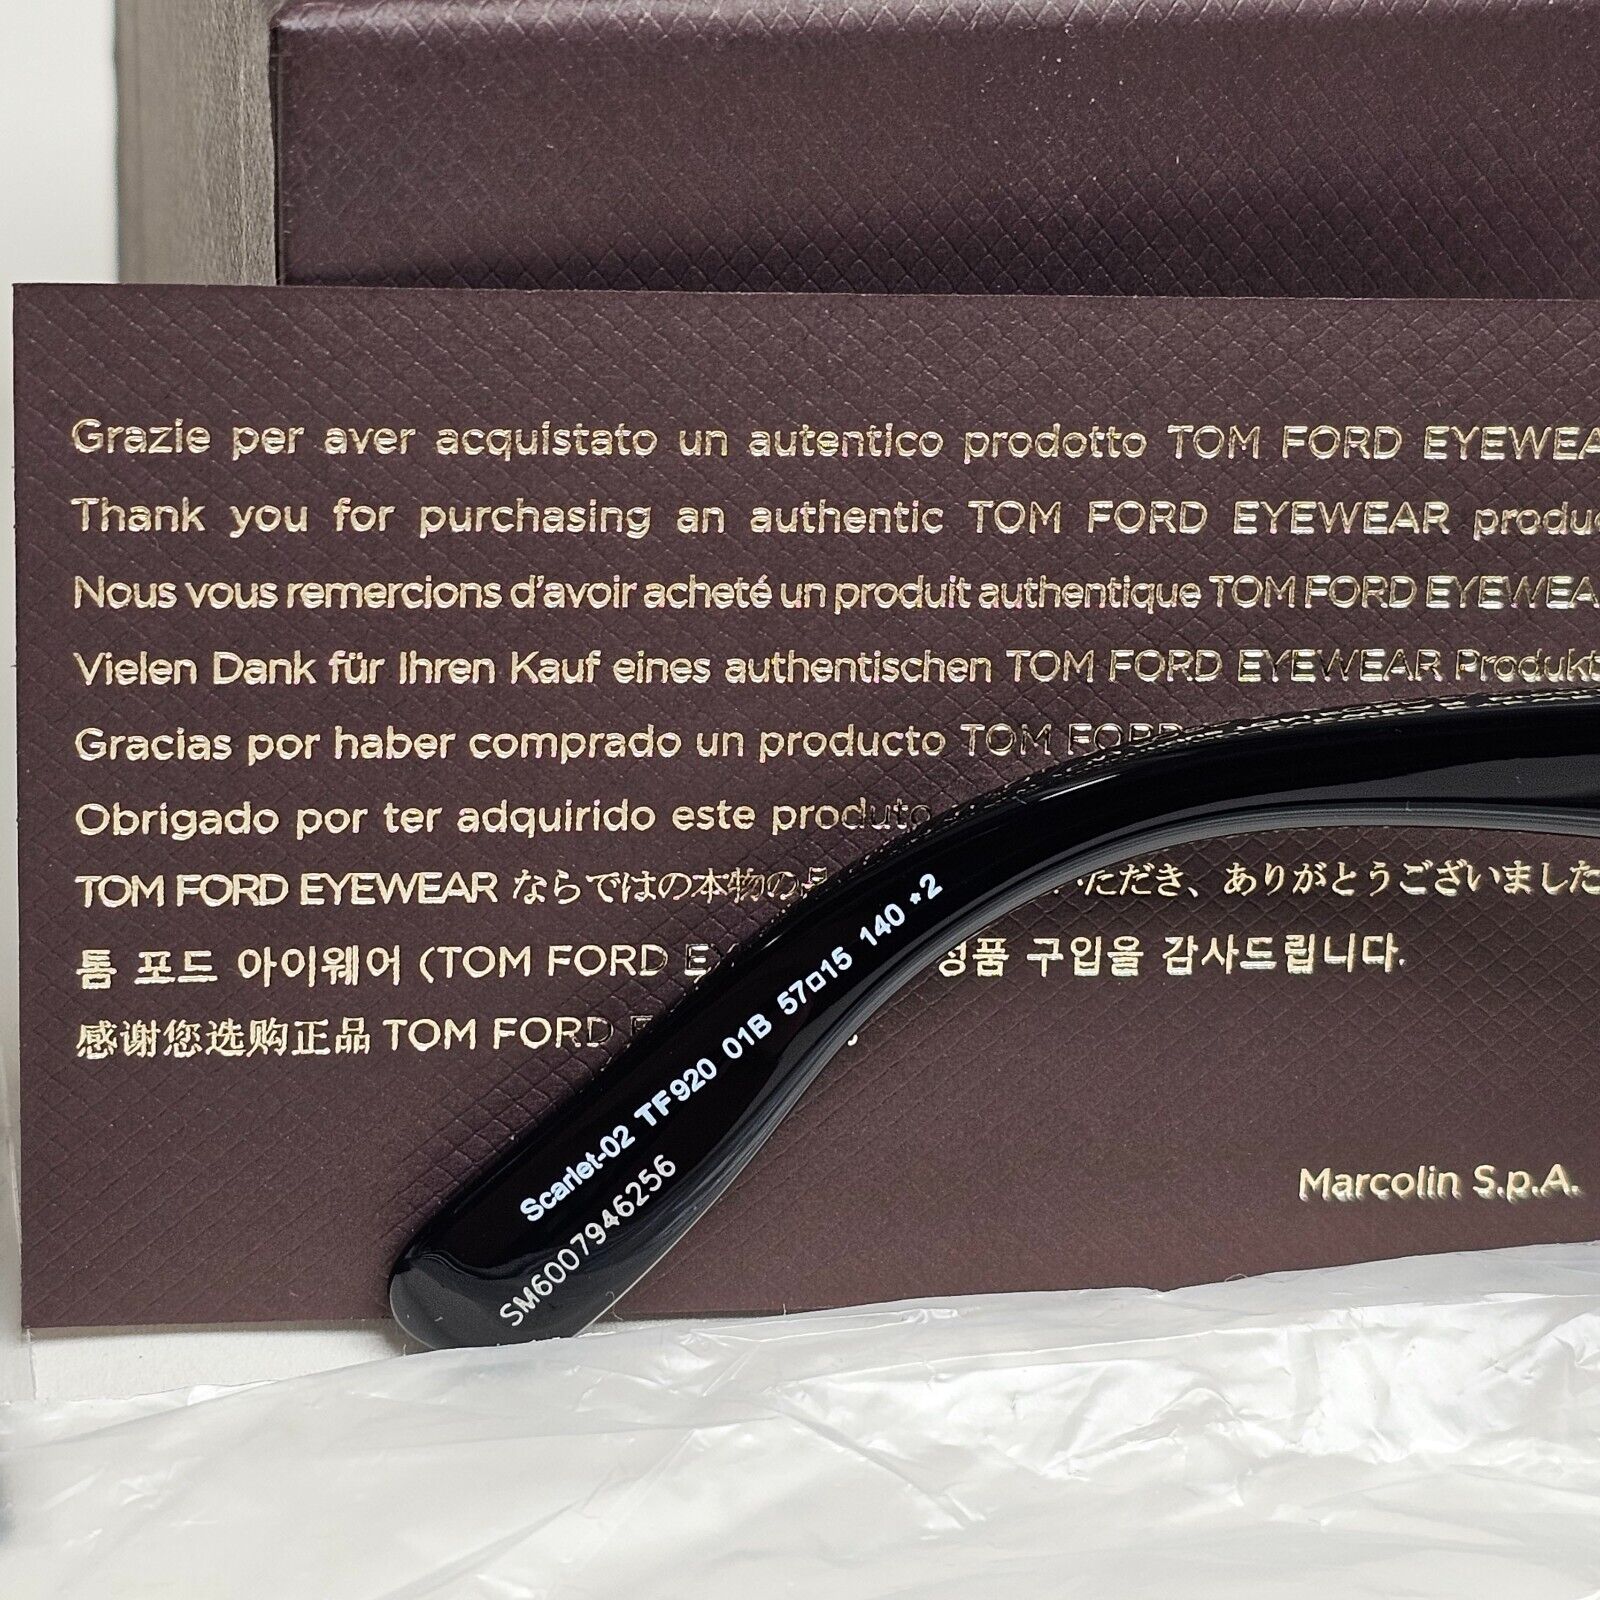 Grazie per aver acquistato un autentico prodotto TOM FORD
Thank you for purchasing an authentic TOM FORD EYEWEAR
Nous vous remercions d'avoir acheté un produit authentique TOM FORD
Vielen Dank für Ihren Kauf eines authentischen TOM FORD EYEWEAR
Gracias por haber comprado un producto TOM FORD
Obrigado por ter adquirido este produto
TOM FORD EYEWEAR ならではの本物の品 ただき、ありがとうございました
톰 포드 아이웨어 (TOM FORD 정품 구입을 감사드립니다.
感谢您选购正品 TOM FORD
Marcolin S.p.A.
Scarlet-02 TF920 01B 57□15 140 *2
SM6007946256